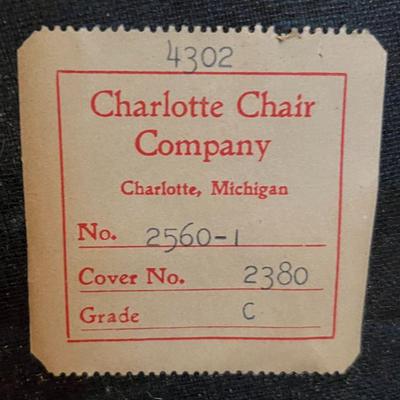 4302
Charlotte Chair
Company
Charlotte, Michigan
No. 2560-1
Cover No. 2380
Grade C